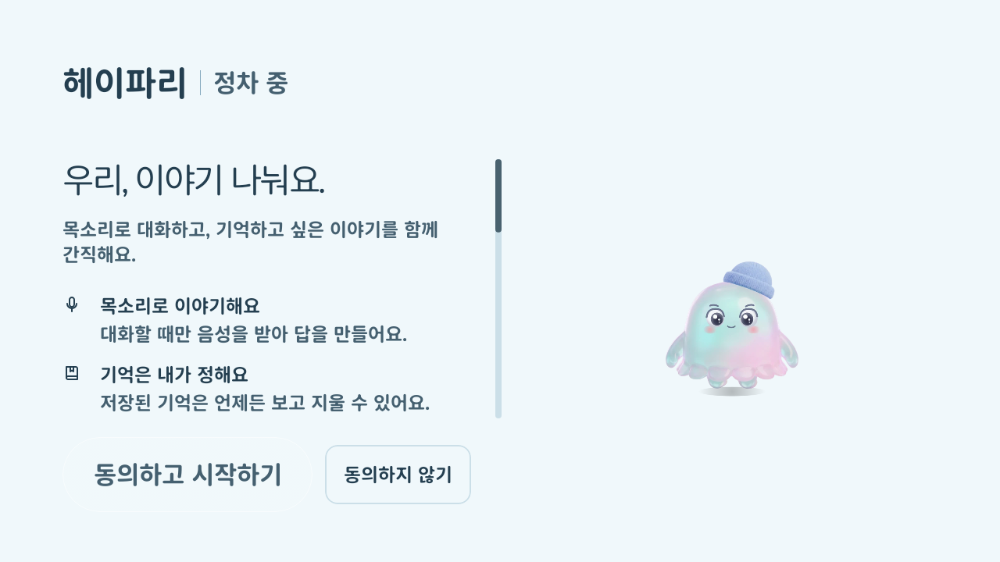 헤이파리 | 정차 중
우리, 이야기 나눠요.
목소리로 대화하고, 기억하고 싶은 이야기를 함께
간직해요.
목소리로 이야기해요
대화할 때만 음성을 받아 답을 만들어요.
기억은 내가 정해요
저장된 기억은 언제든 보고 지울 수 있어요.
동의하고 시작하기
동의하지 않기